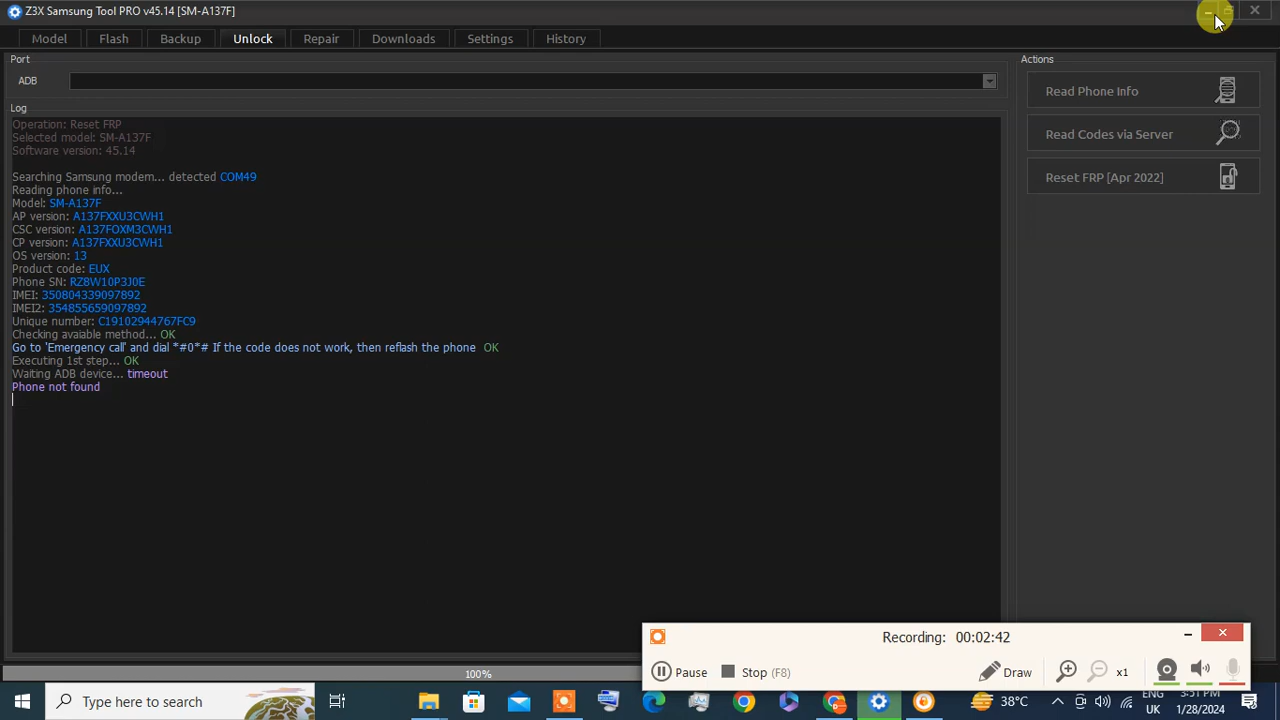 Z3X Samsung Tool PRO v45.14 [SM-A137F]
Model Flash Backup Unlock Repair Downloads Settings History
Port
ADB
Log
Operation: Reset FRP
Selected model: SM-A137F
Software version: 45.14
Searching Samsung modem... detected COM49
Reading phone info...
Model: SM-A137F
AP version: A137FXXU3CWH1
CSC version: A137FOXM3CWH1
CP version: A137FXXU3CWH1
OS version: 13
Product code: EUX
Phone SN: RZ8W10P3J0E
IMEI: 350804339097892
IMEI2: 354855659097892
Unique number: C19102944767FC9
Checking avaiable method... OK
Go to 'Emergency call' and dial *#0*# If the code does not work, then reflash the phone OK
Executing 1st step... OK
Waiting ADB device... timeout
Phone not found
Actions
Read Phone Info
Read Codes via Server
Reset FRP [Apr 2022]
100%
Recording: 00:02:42
Pause Stop (F8) Draw x1
Type here to search
38°C
ENG
UK
3:51 PM
1/28/2024